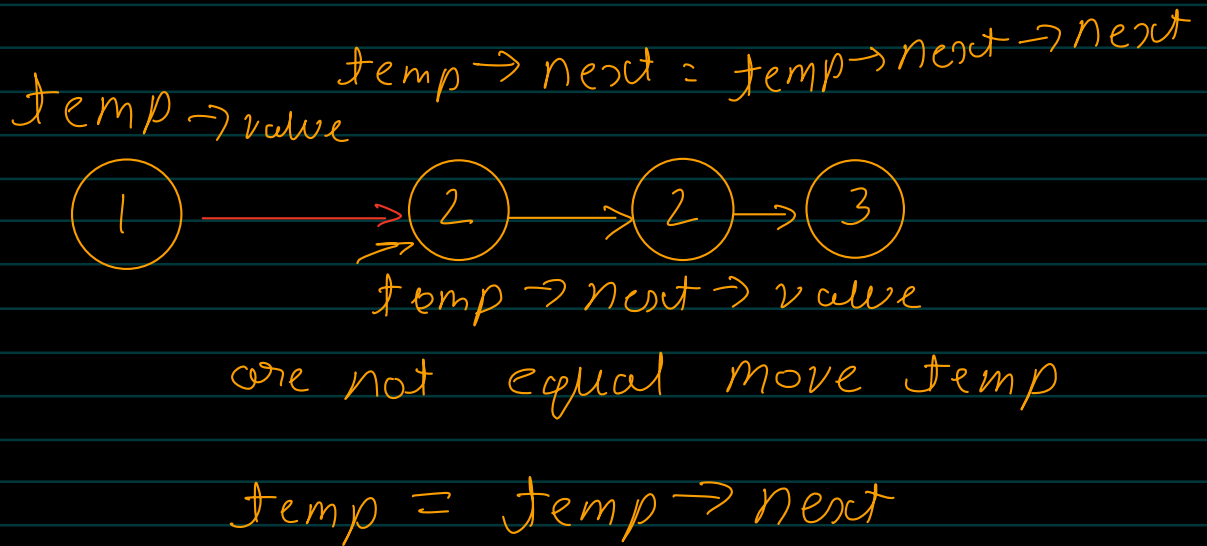 temp → next = temp → next → next
temp → value
1 → 2 → 2 → 3
temp → next → value
are not equal move temp
temp = temp → next